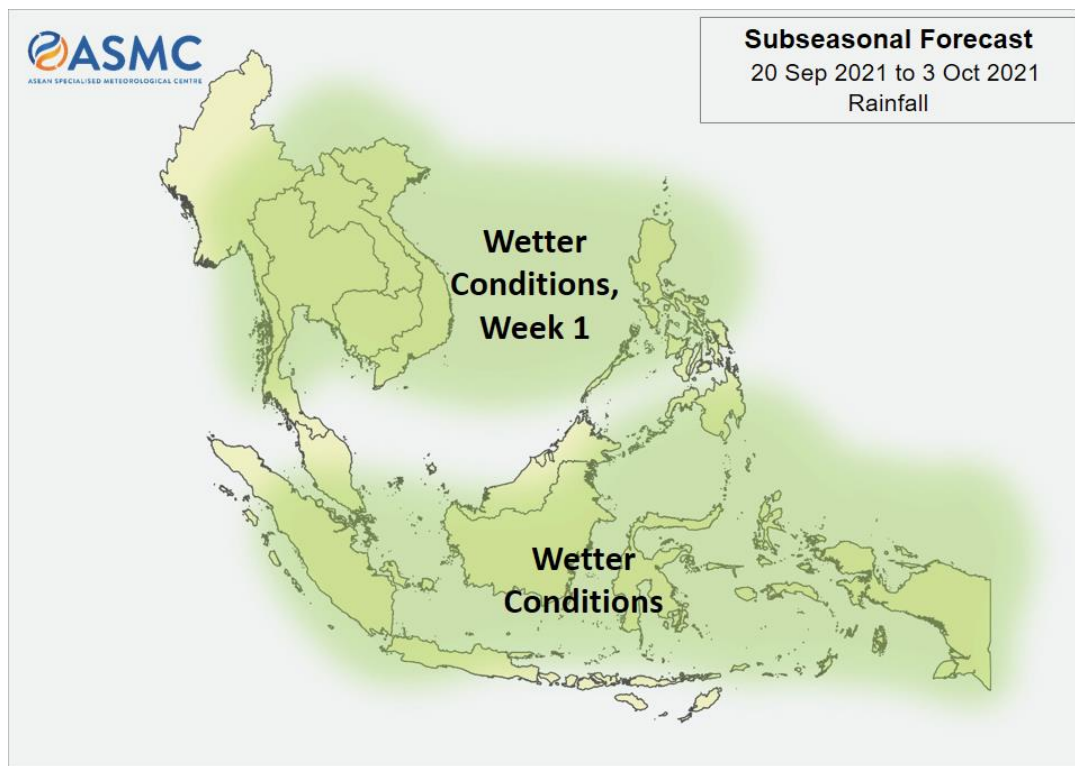 ASMC
ASEAN SPECIALISED METEOROLOGICAL CENTRE
Subseasonal Forecast
20 Sep 2021 to 3 Oct 2021
Rainfall
Wetter
Conditions,
Week 1
Wetter
Conditions